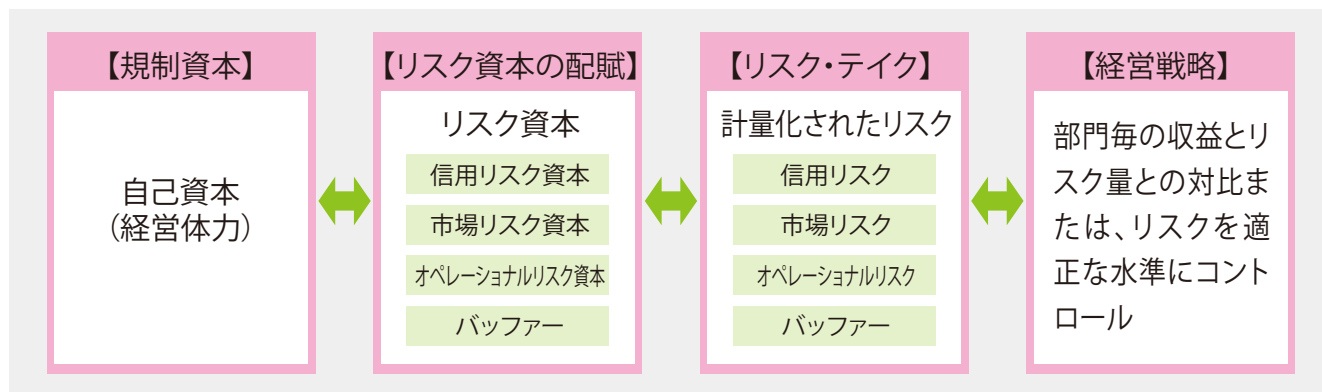 【規制資本】
自己資本
(経営体力)
【リスク資本の配賦】
リスク資本
信用リスク資本
市場リスク資本
オペレーショナルリスク資本
バッファー
【リスク・テイク】
計量化されたリスク
信用リスク
市場リスク
オペレーショナルリスク
バッファー
【経営戦略】
部門毎の収益とリ
スク量との対比ま
たは、リスクを適
正な水準にコント
ロール